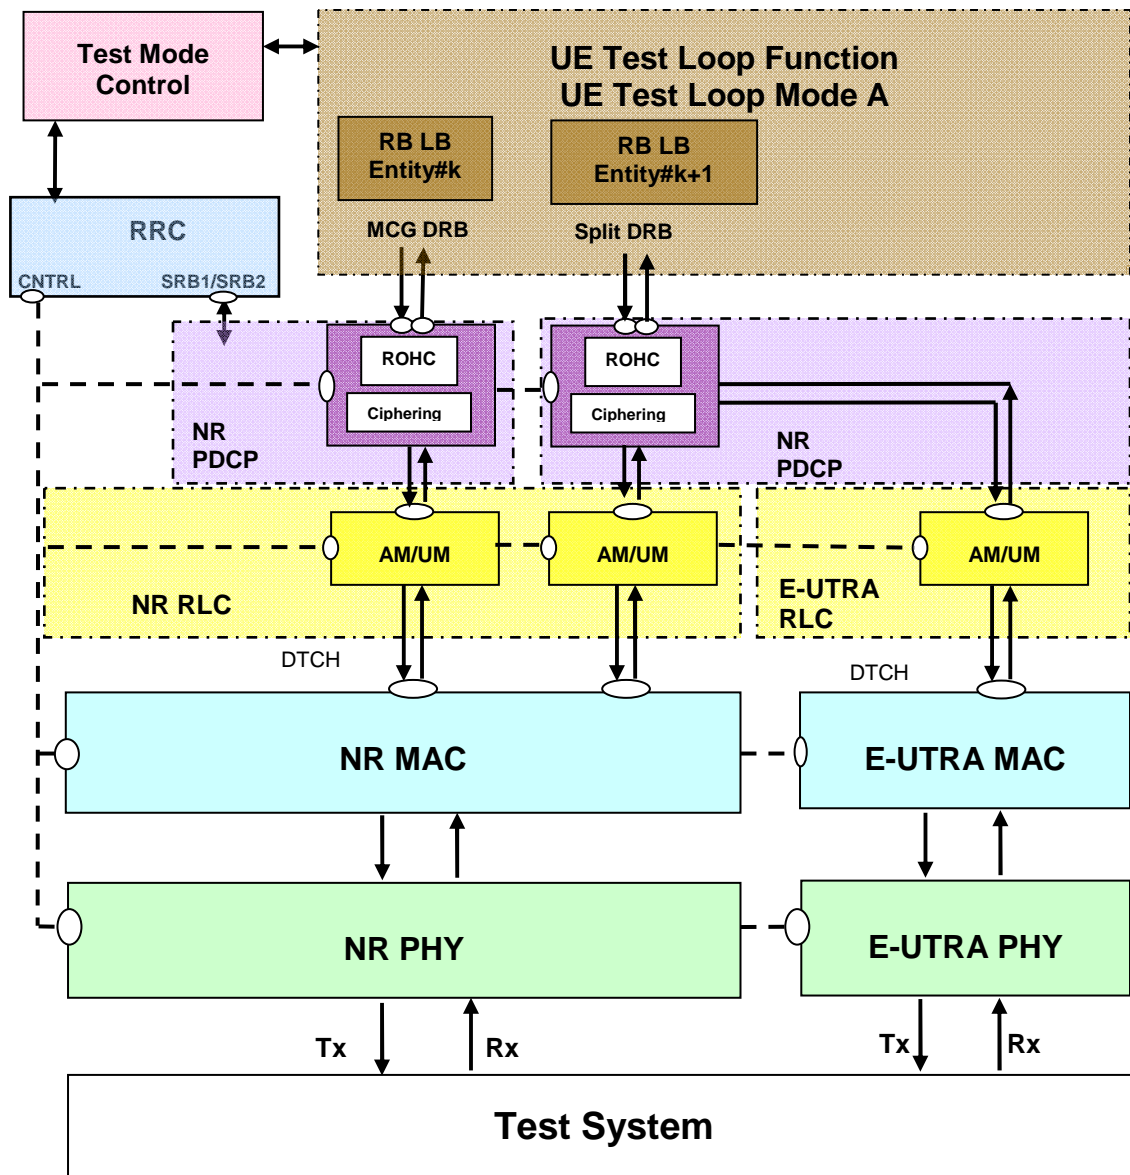 Test Mode
Control
UE Test Loop Function
UE Test Loop Mode A
RB LB
Entity#k
RB LB
Entity#k+1
MCG DRB
Split DRB
RRC
CNTRL
SRB1/SRB2
ROHC
Ciphering
ROHC
Ciphering
NR
PDCP
NR
PDCP
AM/UM
AM/UM
AM/UM
NR RLC
E-UTRA
RLC
DTCH
DTCH
NR MAC
E-UTRA MAC
NR PHY
E-UTRA PHY
Tx
Rx
Tx
Rx
Test System